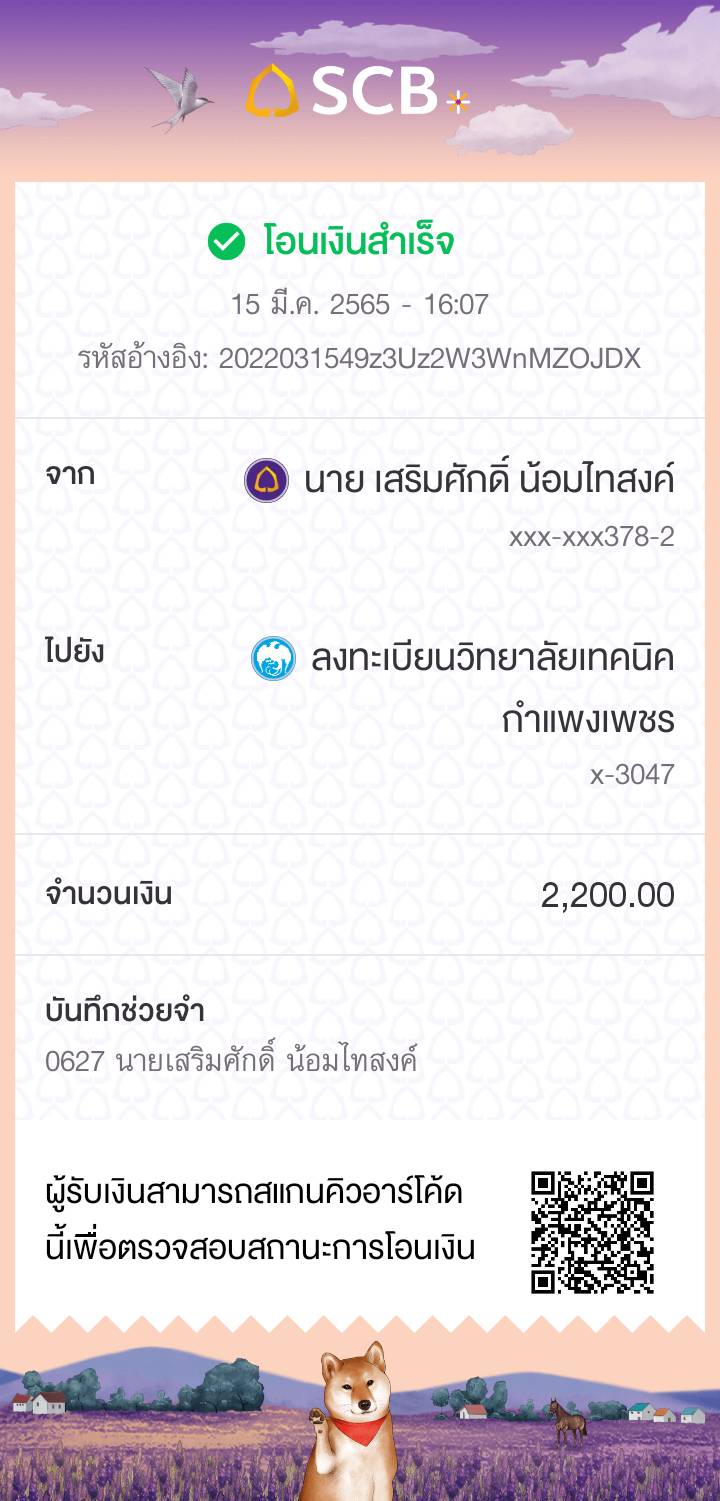 SCB
โอนเงินสำเร็จ
15 มี.ค. 2565 - 16:07
รหัสอ้างอิง: 2022031549z3Uz2W3WnMZOJDX
จาก
นาย เสริมศักดิ์ น้อมไทสงค์
xxx-xxx378-2
ไปยัง
ลงทะเบียนวิทยาลัยเทคนิค
กำแพงเพชร
x-3047
จำนวนเงิน
2,200.00
บันทึกช่วยจำ
0627 นายเสริมศักดิ์ น้อมไทสงค์
ผู้รับเงินสามารถสแกนคิวอาร์โค้ด
นี้เพื่อตรวจสอบสถานะการโอนเงิน